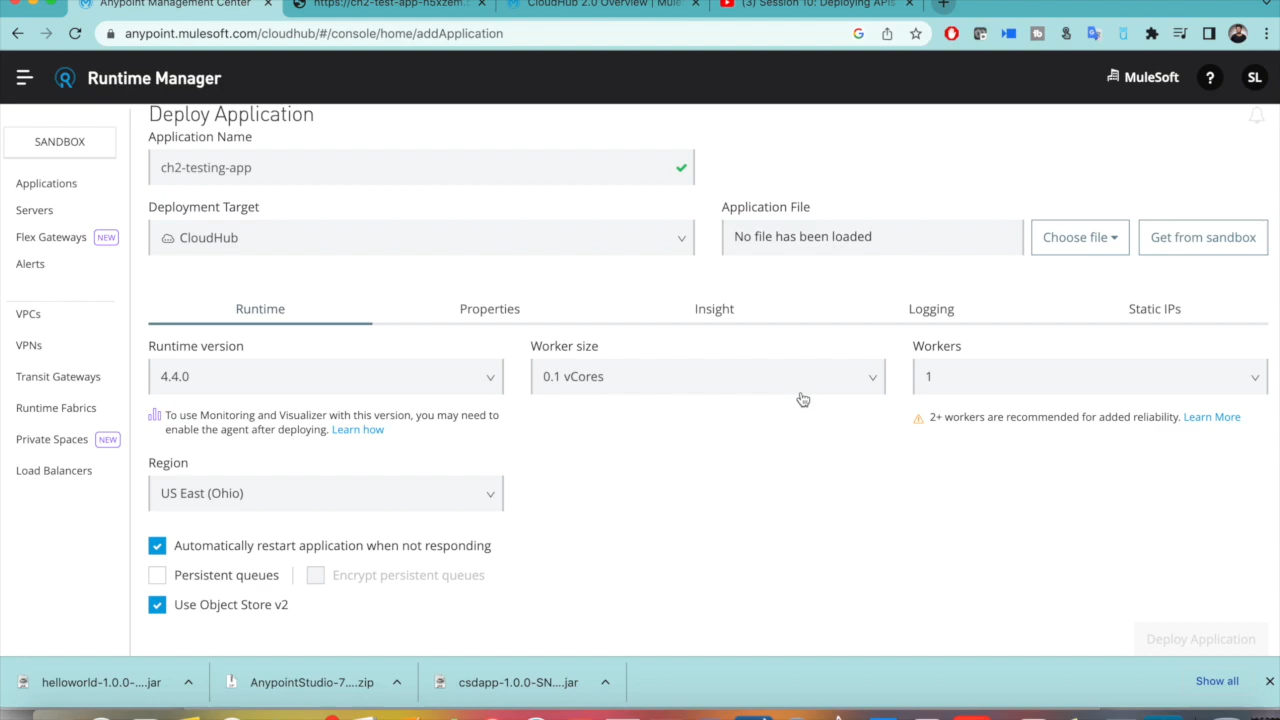 Anypoint Management Center
https://ch2-test-app-n5xzem.
CloudHub 2.0 Overview | Mule
(3) Session 10: Deploying APIs
anypoint.mulesoft.com/cloudhub/#/console/home/addApplication
Runtime Manager
MuleSoft
?
SL
SANDBOX
Applications
Servers
Flex Gateways NEW
Alerts
VPCs
VPNs
Transit Gateways
Runtime Fabrics
Private Spaces NEW
Load Balancers
Deploy Application
Application Name
ch2-testing-app
Deployment Target
CloudHub
Application File
No file has been loaded
Choose file
Get from sandbox
Runtime
Properties
Insight
Logging
Static IPs
Runtime version
4.4.0
To use Monitoring and Visualizer with this version, you may need to
enable the agent after deploying. Learn how
Worker size
0.1 vCores
Workers
1
2+ workers are recommended for added reliability. Learn More
Region
US East (Ohio)
Automatically restart application when not responding
Persistent queues
Encrypt persistent queues
Use Object Store v2
Deploy Application
helloworld-1.0.0-....jar
AnypointStudio-7....zip
csdapp-1.0.0-SN....jar
Show all